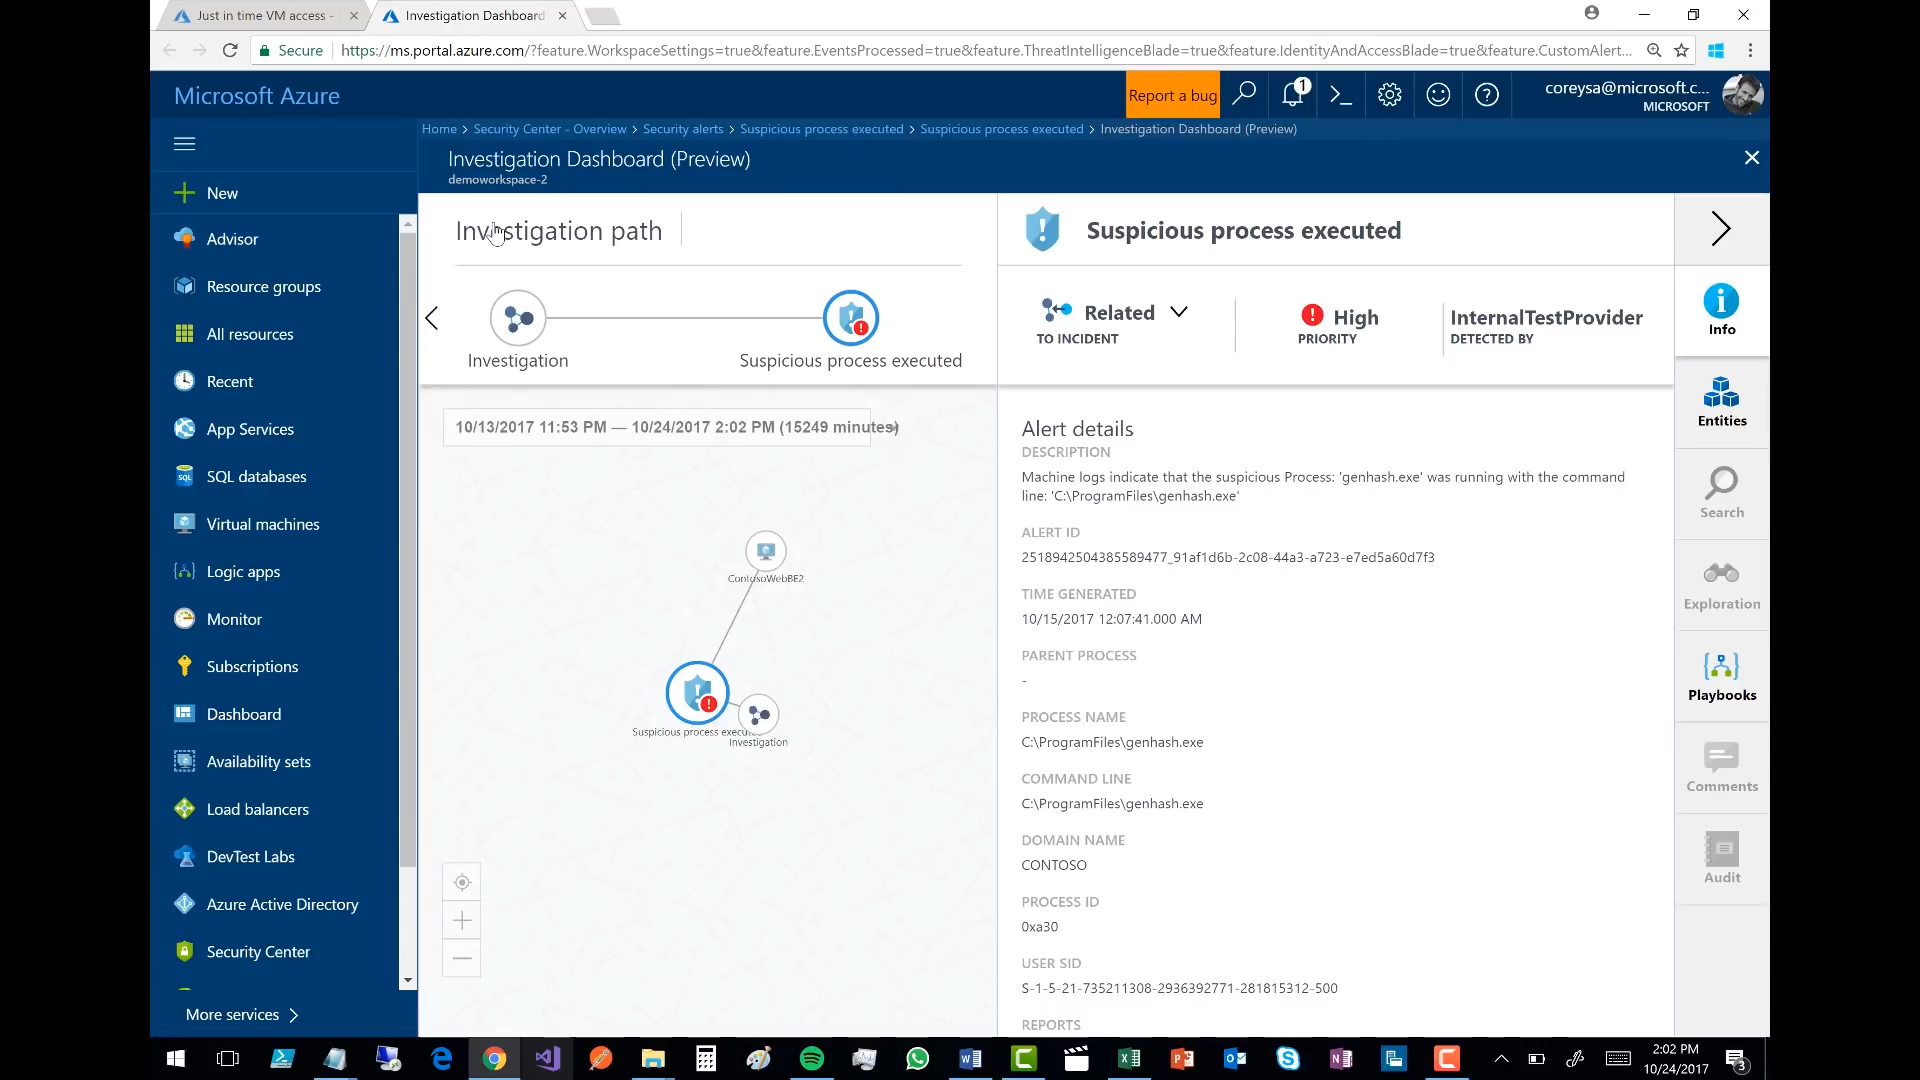 Just in time VM access -
Investigation Dashboard
Secure
https://ms.portal.azure.com/?feature.WorkspaceSettings=true&feature.EventsProcessed=true&feature.ThreatIntelligenceBlade=true&feature.IdentityAndAccessBlade=true&feature.CustomAlert...
Microsoft Azure
Report a bug
1
coreysa@microsoft.c...
MICROSOFT
Home > Security Center - Overview > Security alerts > Suspicious process executed > Suspicious process executed > Investigation Dashboard (Preview)
Investigation Dashboard (Preview)
demoworkspace-2
New
Advisor
Resource groups
All resources
Recent
App Services
SQL databases
Virtual machines
Logic apps
Monitor
Subscriptions
Dashboard
Availability sets
Load balancers
DevTest Labs
Azure Active Directory
Security Center
More services
Investigation path
Investigation
Suspicious process executed
10/13/2017 11:53 PM — 10/24/2017 2:02 PM (15249 minutes)
ContosoWebBE2
Suspicious process execut...
Investigation
Suspicious process executed
Related
TO INCIDENT
High
PRIORITY
InternalTestProvider
DETECTED BY
Alert details
DESCRIPTION
Machine logs indicate that the suspicious Process: 'genhash.exe' was running with the command
line: 'C:\ProgramFiles\genhash.exe'
ALERT ID
2518942504385589477_91af1d6b-2c08-44a3-a723-e7ed5a60d7f3
TIME GENERATED
10/15/2017 12:07:41.000 AM
PARENT PROCESS
-
PROCESS NAME
C:\ProgramFiles\genhash.exe
COMMAND LINE
C:\ProgramFiles\genhash.exe
DOMAIN NAME
CONTOSO
PROCESS ID
0xa30
USER SID
S-1-5-21-735211308-2936392771-281815312-500
REPORTS
Info
Entities
Search
Exploration
Playbooks
Comments
Audit
2:02 PM
10/24/2017
3